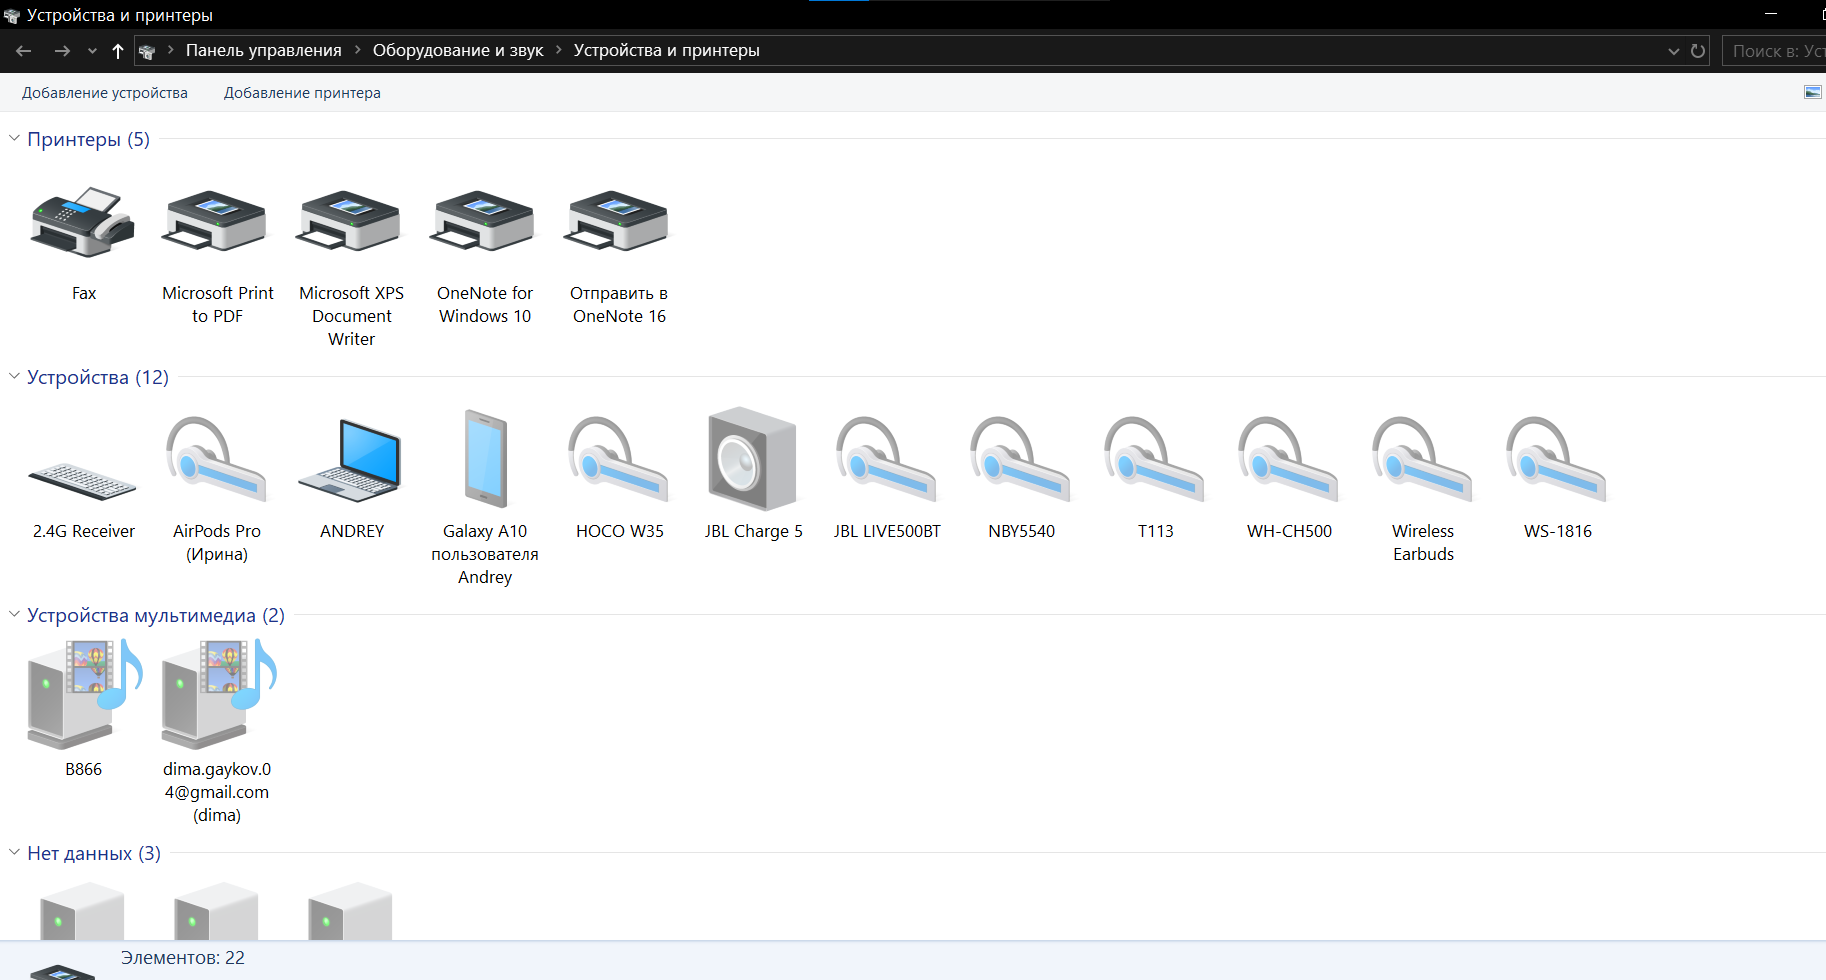 Устройства и принтеры
Панель управления > Оборудование и звук > Устройства и принтеры
Поиск в: Уст
Добавление устройства
Добавление принтера
Принтеры (5)
Fax
Microsoft Print
to PDF
Microsoft XPS
Document
Writer
OneNote for
Windows 10
Отправить в
OneNote 16
Устройства (12)
2.4G Receiver
AirPods Pro
(Ирина)
ANDREY
Galaxy A10
пользователя
Andrey
HOCO W35
JBL Charge 5
JBL LIVE500BT
NBY5540
T113
WH-CH500
Wireless
Earbuds
WS-1816
Устройства мультимедиа (2)
B866
dima.gaykov.0
4@gmail.com
(dima)
Нет данных (3)
Элементов: 22